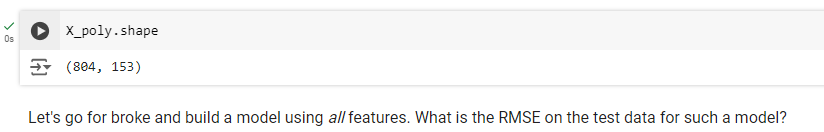 X_poly.shape
0s
(804, 153)
Let's go for broke and build a model using all features. What is the RMSE on the test data for such a model?